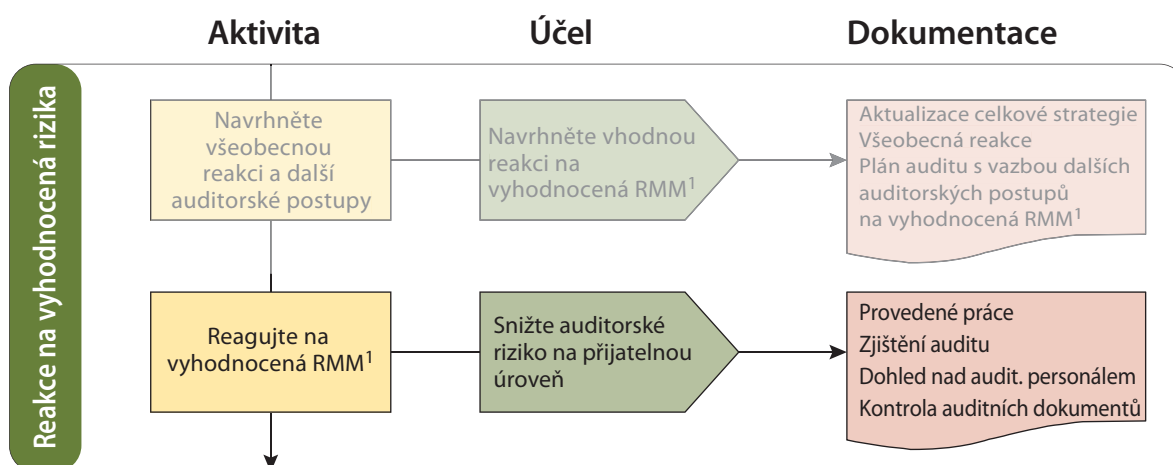 Aktivita
Účel
Dokumentace
Reakce na vyhodnocená rizika
Navrhněte
všeobecnou
reakci a další
auditorské postupy
Navrhněte vhodnou
reakci na
vyhodnocená RMM¹
Aktualizace celkové strategie
Všeobecná reakce
Plán auditu s vazbou dalších
auditorských postupů
na vyhodnocená RMM¹
Reagujte na
vyhodnocená RMM¹
Snižte auditorské
riziko na přijatelnou
úroveň
Provedené práce
Zjištění auditu
Dohled nad audit. personálem
Kontrola auditních dokumentů